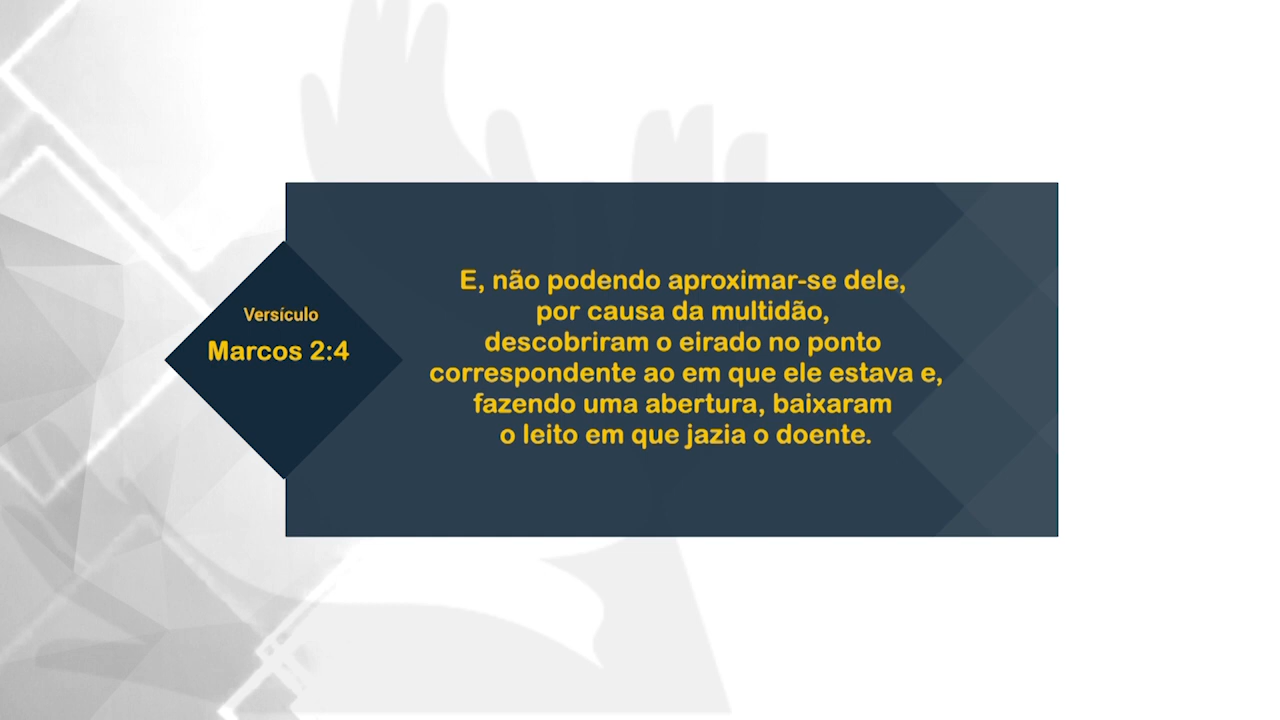 Versículo
Marcos 2:4
E, não podendo aproximar-se dele,
por causa da multidão,
descobriram o eirado no ponto
correspondente ao em que ele estava e,
fazendo uma abertura, baixaram
o leito em que jazia o doente.